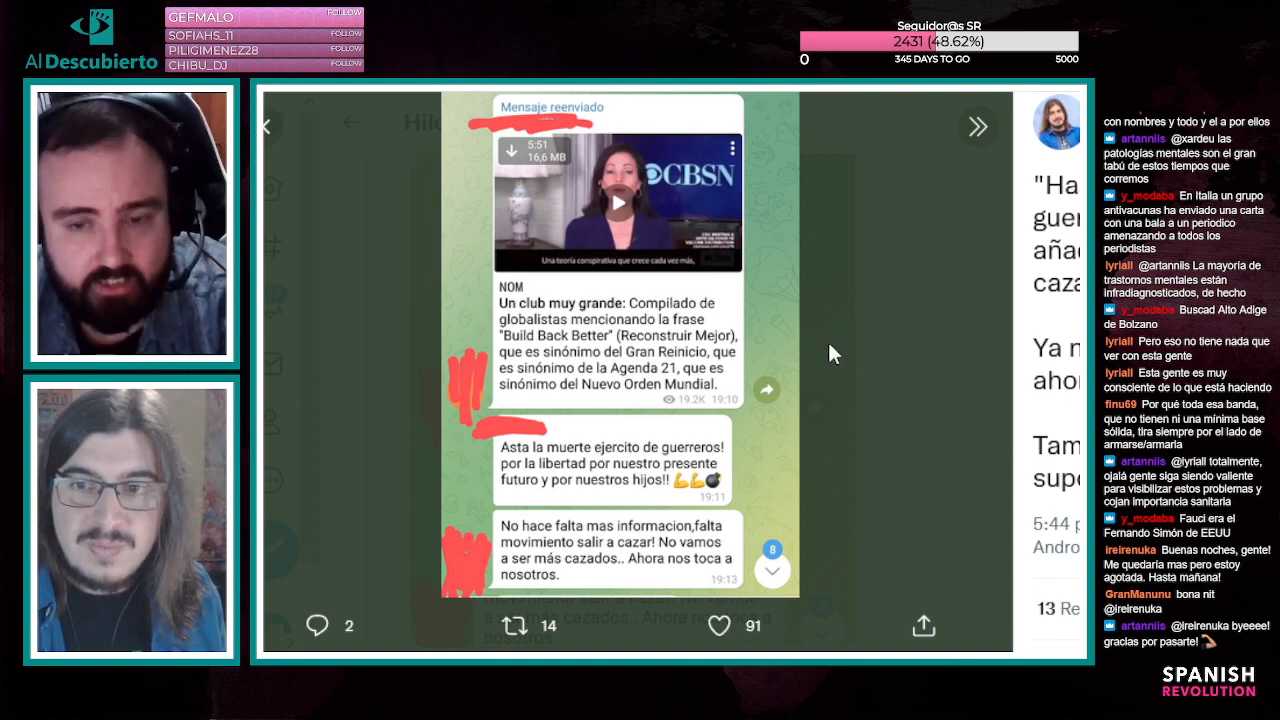 Al Descubierto
GEFMALO FOLLOW
SOFIAHS_11 FOLLOW
PILIGIMENEZ28 FOLLOW
CHIBU_DJ FOLLOW
Seguidor@s SR
2431 (48.62%)
0 345 DAYS TO GO 5000
Mensaje reenviado
5:51
16,6 MB
CBSN
Una teoría conspirativa que crece cada vez más,
NOM
Un club muy grande: Compilado de
globalistas mencionando la frase
"Build Back Better" (Reconstruir Mejor),
que es sinónimo del Gran Reinicio, que
es sinónimo de la Agenda 21, que es
sinónimo del Nuevo Orden Mundial.
19.2K 19:10
Asta la muerte ejercito de guerreros!
por la libertad por nuestro presente
futuro y por nuestros hijos!! 💪💪💣
19:11
No hace falta mas informacion,falta
movimiento salir a cazar! No vamos
a ser más cazados.. Ahora nos toca a
nosotros.
19:13
8
2 14 91
"Ha
guer
aña
caza
Ya n
aho
Tam
supe
5:44 p
Andro
13 Re
con nombres y todo y el a por ellos
artanniis @xardeu las
patologías mentales son el gran
tabú de estos tiempos que
corremos
y_modaba En Italia un grupo
antivacunas ha enviado una carta
con una bala a un periódico
amenazando a todos los
periodistas
lyriall @artanniis La mayoría de
trastornos mentales están
infradiagnosticados, de hecho
y_modaba Buscad Alto Adige
de Bolzano
lyriall Pero eso no tiene nada que
ver con esta gente
lyriall Esta gente es muy
consciente de lo que está haciendo
finu69 Por qué toda esa banda,
que no tienen ni una mínima base
sólida, tira siempre por el lado de
armarse/armarla
artanniis @lyriall totalmente,
ojalá gente siga siendo valiente
para visibilizar estos problemas y
cojan importancia sanitaria
y_modaba Fauci era el
Fernando Simón de EEUU
ireirenuka Buenas noches, gente!
Me quedaría mas pero estoy
agotada. Hasta mañana!
GranManunu bona nit
@ireirenuka
artanniis @ireirenuka byeeee!
gracias por pasarte!
SPANISH
REVOLUTION